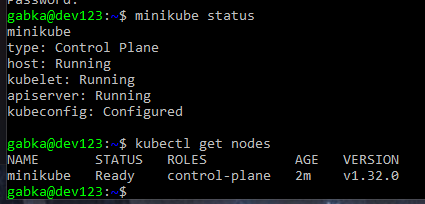 Password:
gabka@dev123:~$ minikube status
minikube
type: Control Plane
host: Running
kubelet: Running
apiserver: Running
kubeconfig: Configured
gabka@dev123:~$ kubectl get nodes
NAME       STATUS   ROLES           AGE   VERSION
minikube   Ready    control-plane   2m    v1.32.0
gabka@dev123:~$